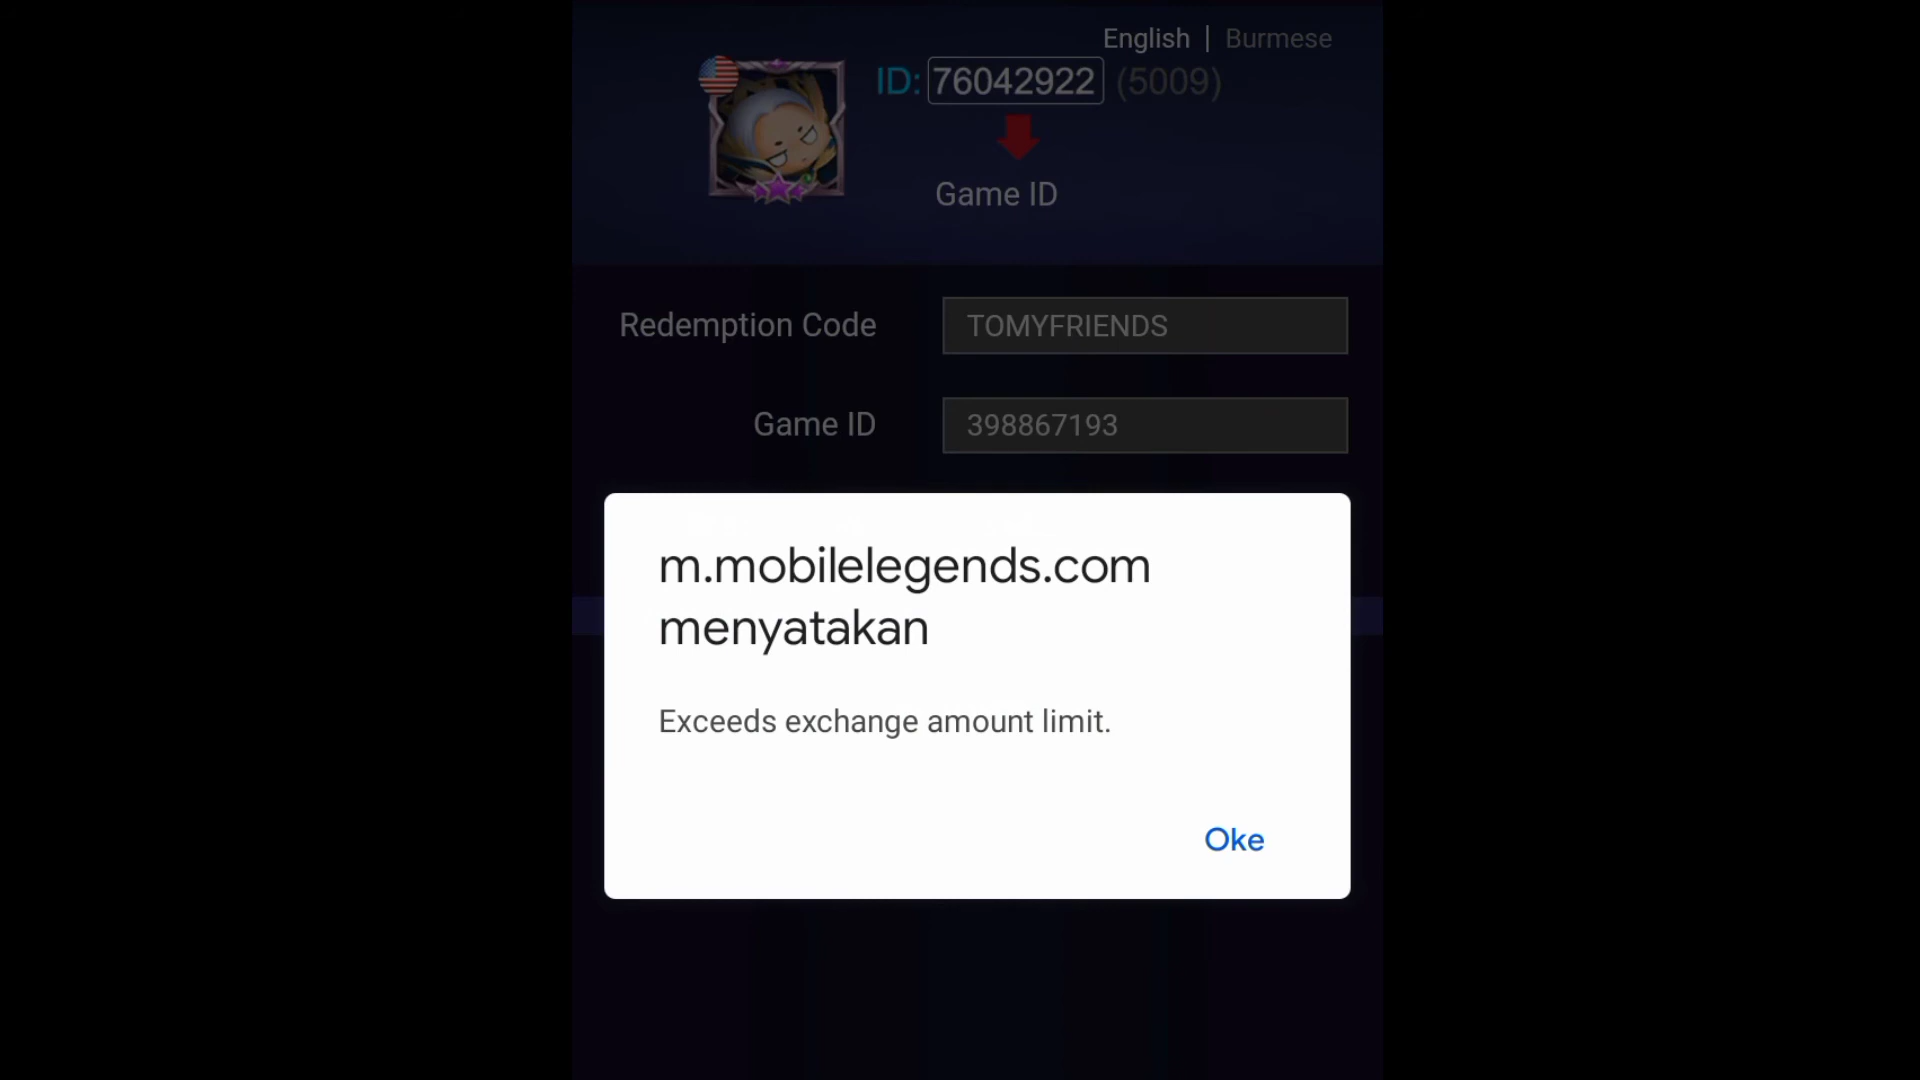 English | Burmese
ID: 76042922 (5009)
Game ID
Redemption Code TOMYFRIENDS
Game ID 398867193
m.mobilelegends.com
menyatakan
Exceeds exchange amount limit.
Oke